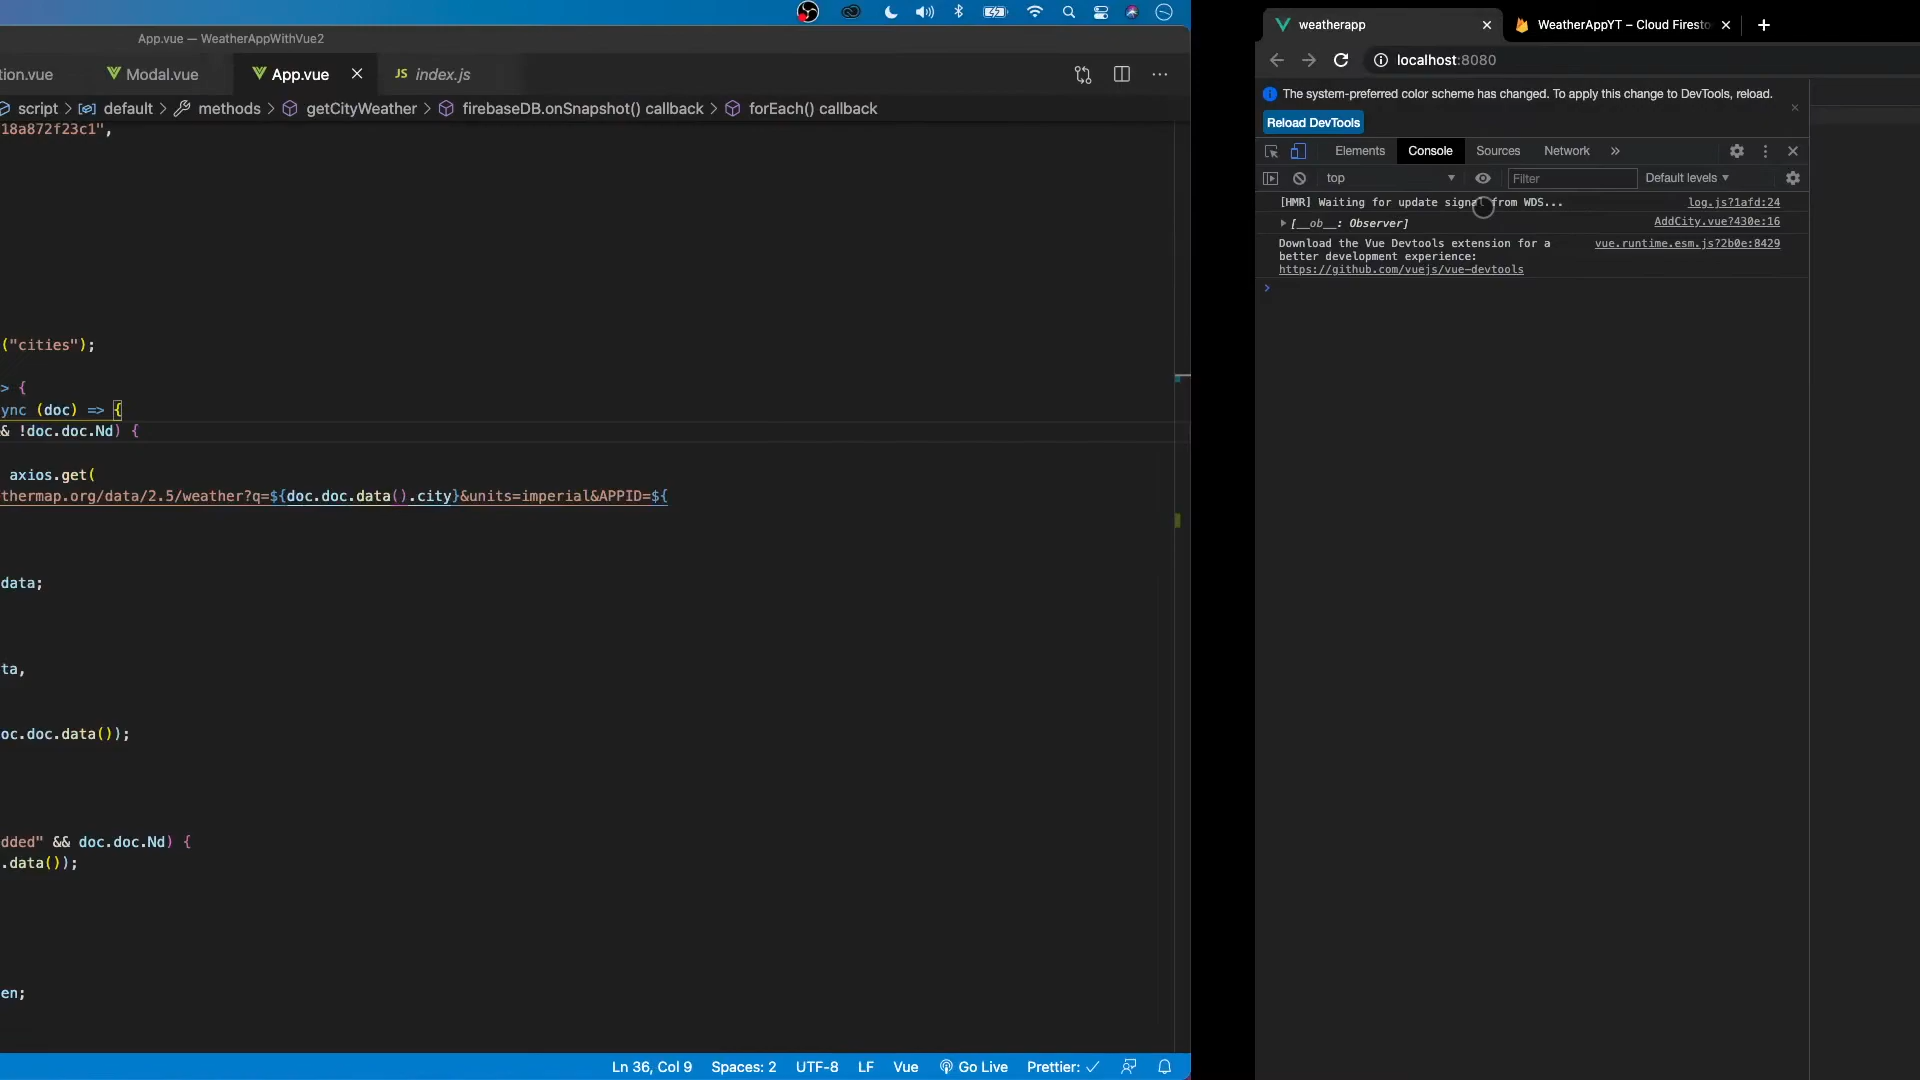 App.vue — WeatherAppWithVue2
tion.vue
Modal.vue
App.vue
JS index.js
script > default > methods > getCityWeather > firebaseDB.onSnapshot() callback > forEach() callback
18a872f23c1",
("cities");
> {
ync (doc) => {
& !doc.doc.Nd) {
axios.get(
thermap.org/data/2.5/weather?q=${doc.doc.data().city}&units=imperial&APPID=${
data;
ta,
oc.doc.data());
dded" && doc.doc.Nd) {
.data());
en;
Ln 36, Col 9
Spaces: 2
UTF-8
LF
Vue
Go Live
Prettier: ✓
weatherapp
WeatherAppYT – Cloud Firesto
localhost:8080
The system-preferred color scheme has changed. To apply this change to DevTools, reload.
Reload DevTools
Elements
Console
Sources
Network
»
top
Filter
Default levels
[HMR] Waiting for update signal from WDS...
log.js?1afd:24
[__ob__: Observer]
AddCity.vue?430e:16
Download the Vue Devtools extension for a
vue.runtime.esm.js?2b0e:8429
better development experience:
https://github.com/vuejs/vue-devtools